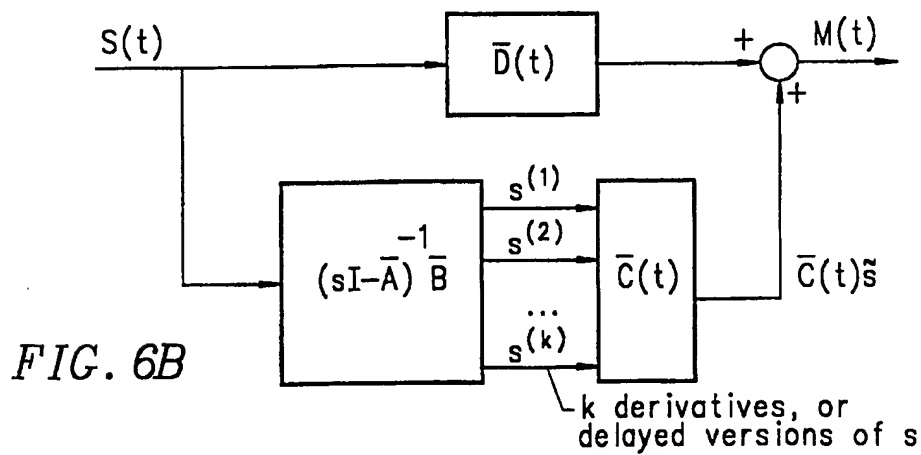 S(t)
D̅(t)
+
M(t)
+
(sI-A̅)⁻¹ B̅
s⁽¹⁾
s⁽²⁾
...
s⁽ᵏ⁾
C̅(t)
C̅(t)s̃
FIG. 6B
k derivatives, or
delayed versions of s